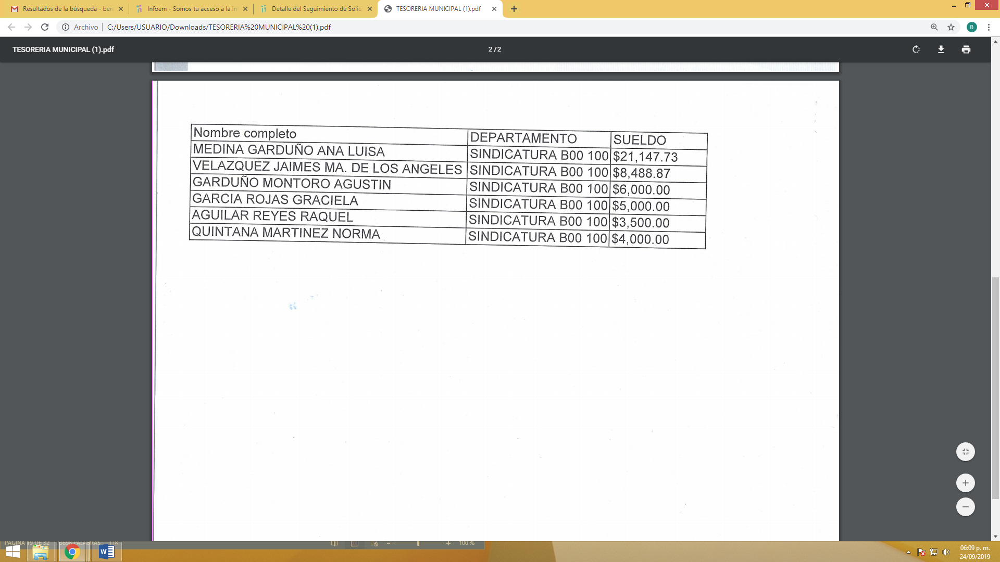 Resultados de la búsqueda - ber
Infoem - Somos tu acceso a la in
Detalle del Seguimiento de Solic
TESORERIA MUNICIPAL (1).pdf
Archivo
C:/Users/USUARIO/Downloads/TESORERIA%20MUNICIPAL%20(1).pdf
B
TESORERIA MUNICIPAL (1).pdf
2 / 2
Nombre completo DEPARTAMENTO SUELDO
MEDINA GARDUÑO ANA LUISA SINDICATURA B00 100 $21,147.73
VELAZQUEZ JAIMES MA. DE LOS ANGELES SINDICATURA B00 100 $8,488.87
GARDUÑO MONTORO AGUSTIN SINDICATURA B00 100 $6,000.00
GARCIA ROJAS GRACIELA SINDICATURA B00 100 $5,000.00
AGUILAR REYES RAQUEL SINDICATURA B00 100 $3,500.00
QUINTANA MARTINEZ NORMA SINDICATURA B00 100 $4,000.00
PÁGINA 19 DE 32
100 %
06:09 p. m.
24/09/2019